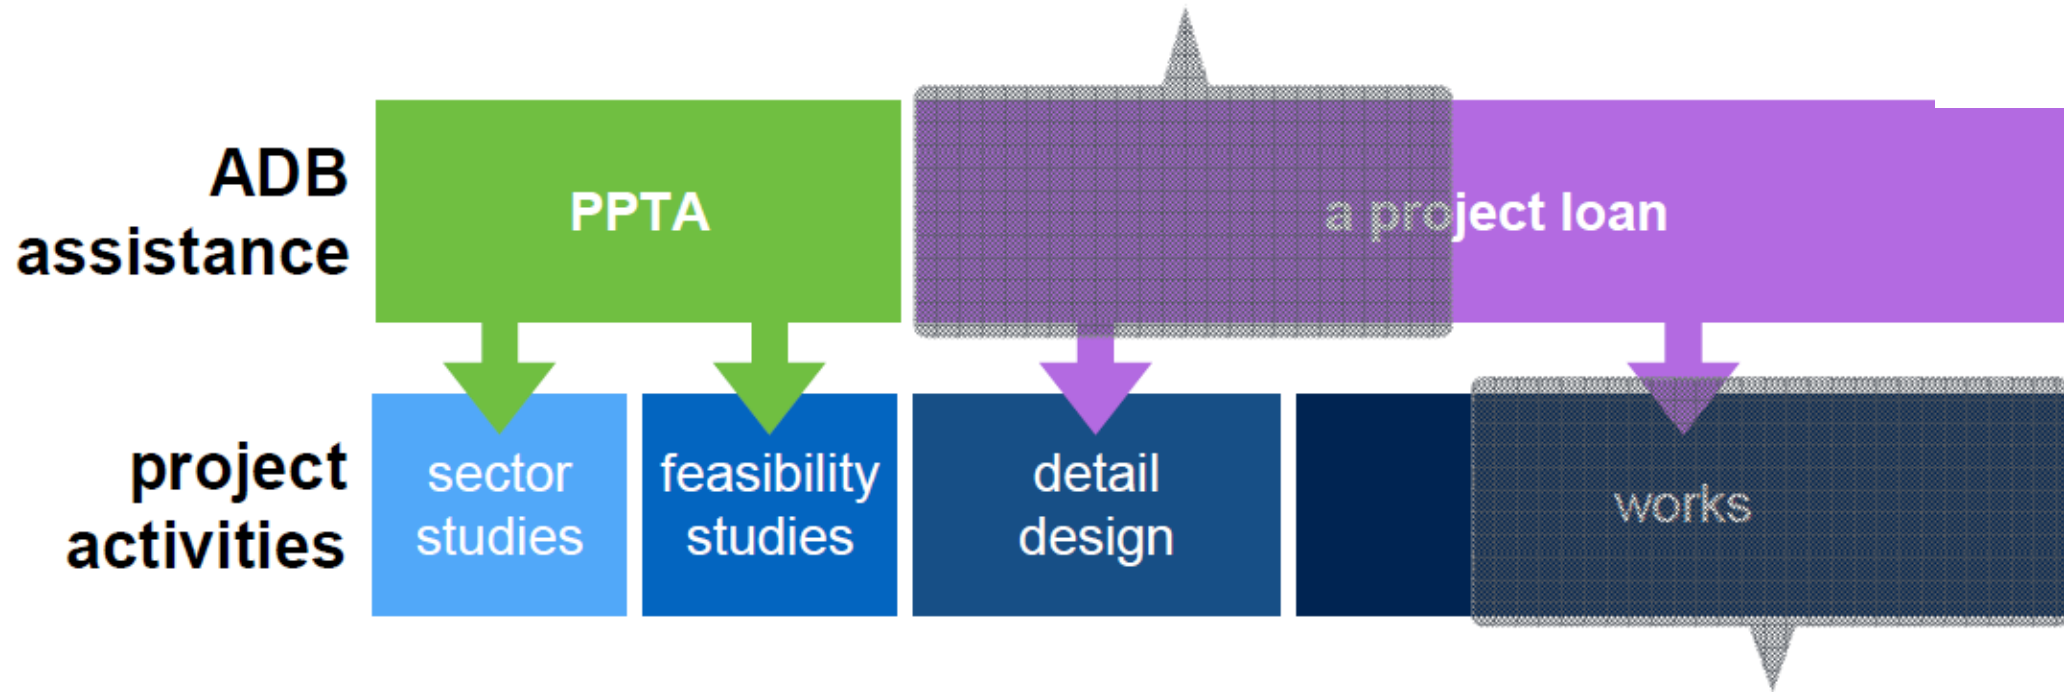 ADB
assistance
PPTA
a project loan
project
activities
sector
studies
feasibility
studies
detail
design
works